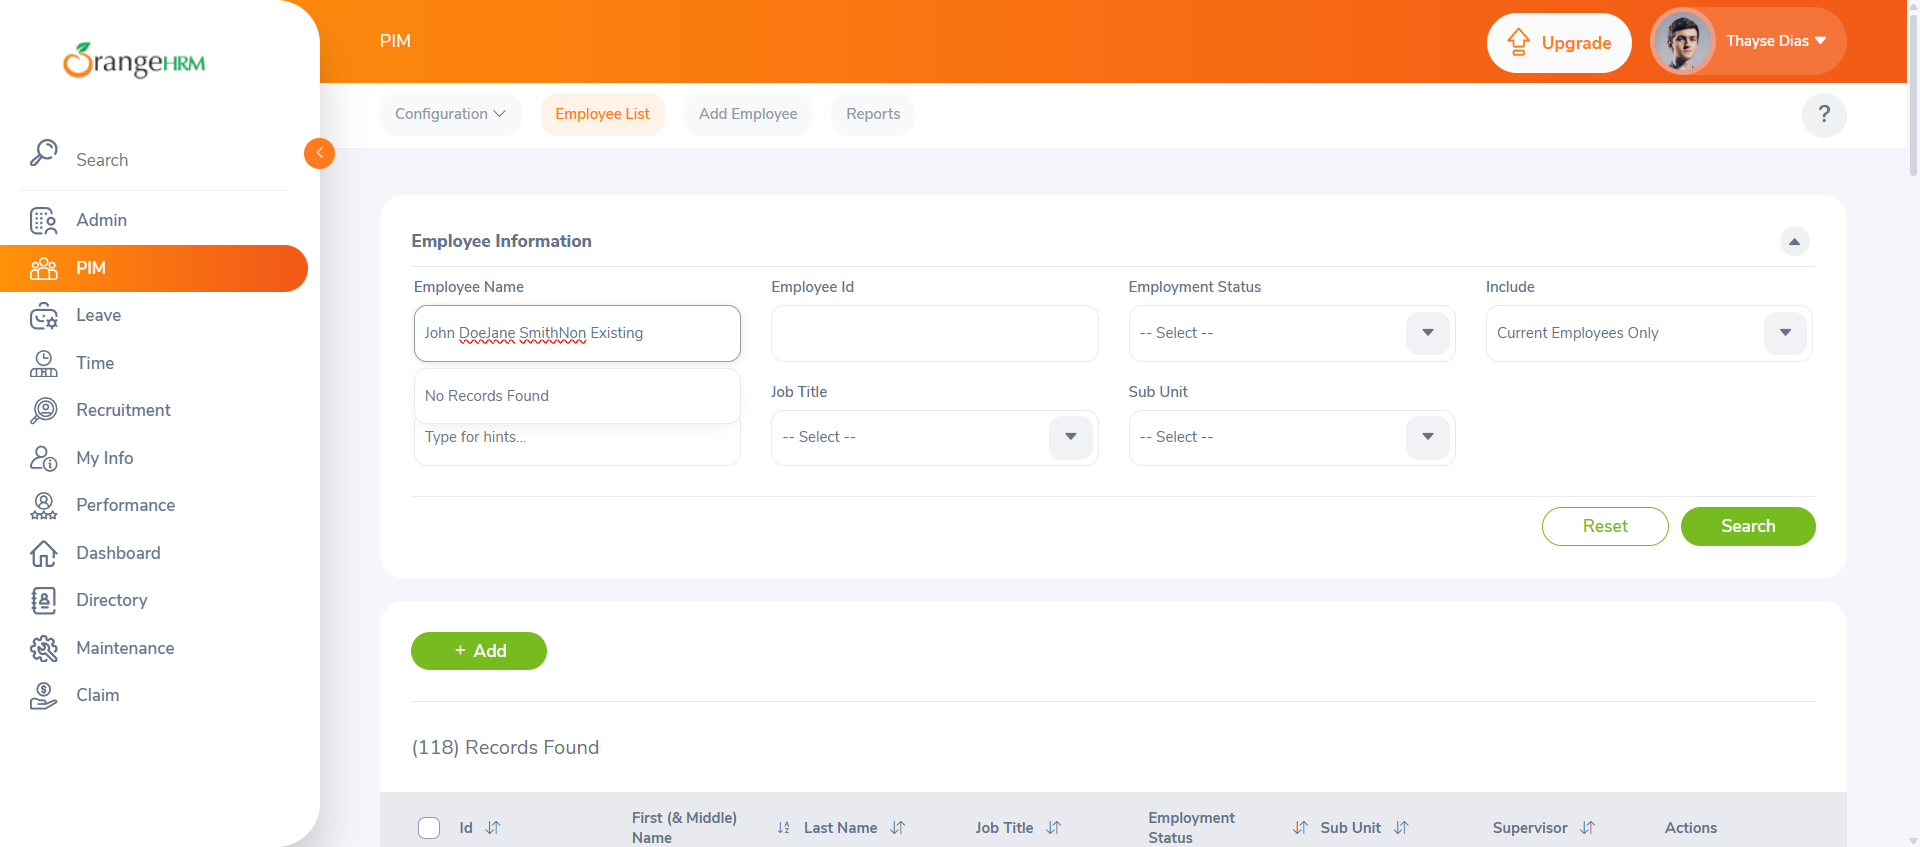 OrangeHRM
Search
Admin
PIM
Leave
Time
Recruitment
My Info
Performance
Dashboard
Directory
Maintenance
Claim
PIM
Upgrade
Thayse Dias
Configuration
Employee List
Add Employee
Reports
?
Employee Information
Employee Name
Employee Id
Employment Status
Include
John DoeJane SmithNon Existing
-- Select --
Current Employees Only
No Records Found
Job Title
Sub Unit
Type for hints...
-- Select --
-- Select --
Reset
Search
+ Add
(118) Records Found
Id
First (& Middle)
Name
Last Name
Job Title
Employment
Status
Sub Unit
Supervisor
Actions